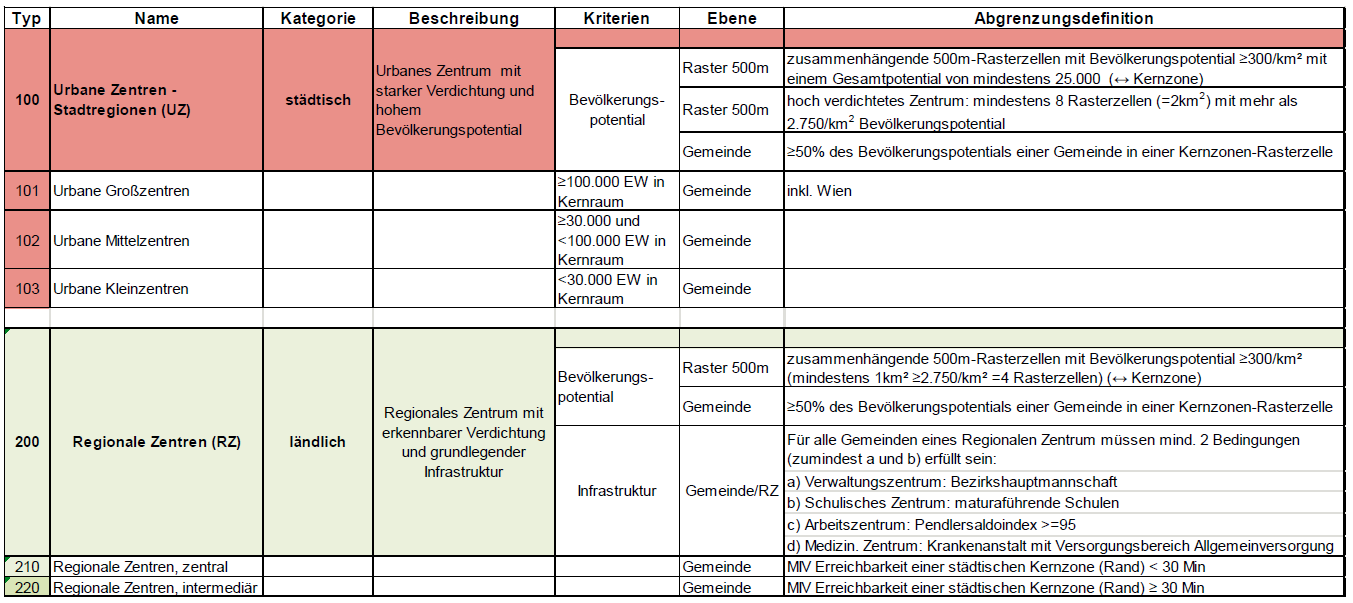 Typ Name Kategorie Beschreibung Kriterien Ebene Abgrenzungsdefinition
100
Urbane Zentren -
Stadtregionen (UZ)
städtisch
Urbanes Zentrum mit
starker Verdichtung und
hohem
Bevölkerungspotential
Bevölkerungs-
potential
Raster 500m
zusammenhängende 500m-Rasterzellen mit Bevölkerungspotential ≥300/km² mit
einem Gesamtpotential von mindestens 25.000 (↔ Kernzone)
Raster 500m
hoch verdichtetes Zentrum: mindestens 8 Rasterzellen (=2km²) mit mehr als
2.750/km² Bevölkerungspotential
Gemeinde
≥50% des Bevölkerungspotentials einer Gemeinde in einer Kernzonen-Rasterzelle
101 Urbane Großzentren
≥100.000 EW in
Kernraum
Gemeinde inkl. Wien
102 Urbane Mittelzentren
≥30.000 und
<100.000 EW in
Kernraum
Gemeinde
103 Urbane Kleinzentren
<30.000 EW in
Kernraum
Gemeinde
200
Regionale Zentren (RZ)
ländlich
Regionales Zentrum mit
erkennbarer Verdichtung
und grundlegender
Infrastruktur
Bevölkerungs-
potential
Raster 500m
zusammenhängende 500m-Rasterzellen mit Bevölkerungspotential ≥300/km²
(mindestens 1km² ≥2.750/km² =4 Rasterzellen) (↔ Kernzone)
Gemeinde
≥50% des Bevölkerungspotentials einer Gemeinde in einer Kernzonen-Rasterzelle
Infrastruktur
Gemeinde/RZ
Für alle Gemeinden eines Regionalen Zentrum müssen mind. 2 Bedingungen
(zumindest a und b) erfüllt sein:
a) Verwaltungszentrum: Bezirkshauptmannschaft
b) Schulisches Zentrum: maturaführende Schulen
c) Arbeitszentrum: Pendlersaldoindex >=95
d) Medizin. Zentrum: Krankenanstalt mit Versorgungsbereich Allgemeinversorgung
210 Regionale Zentren, zentral Gemeinde MIV Erreichbarkeit einer städtischen Kernzone (Rand) < 30 Min
220 Regionale Zentren, intermediär Gemeinde MIV Erreichbarkeit einer städtischen Kernzone (Rand) ≥ 30 Min